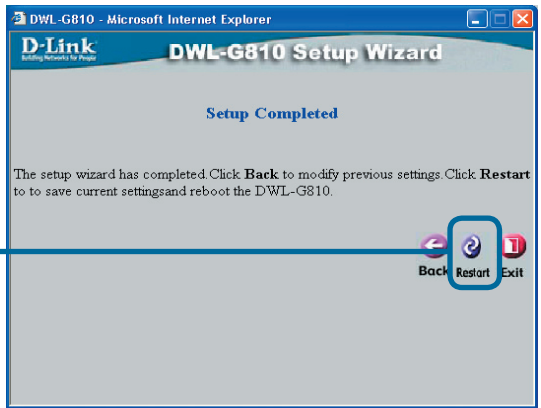 DWL-G810 - Microsoft Internet Explorer
D-Link
Building Networks for People
DWL-G810 Setup Wizard
Setup Completed
The setup wizard has completed.Click Back to modify previous settings.Click Restart
to to save current settingsand reboot the DWL-G810.
Back Restart Exit